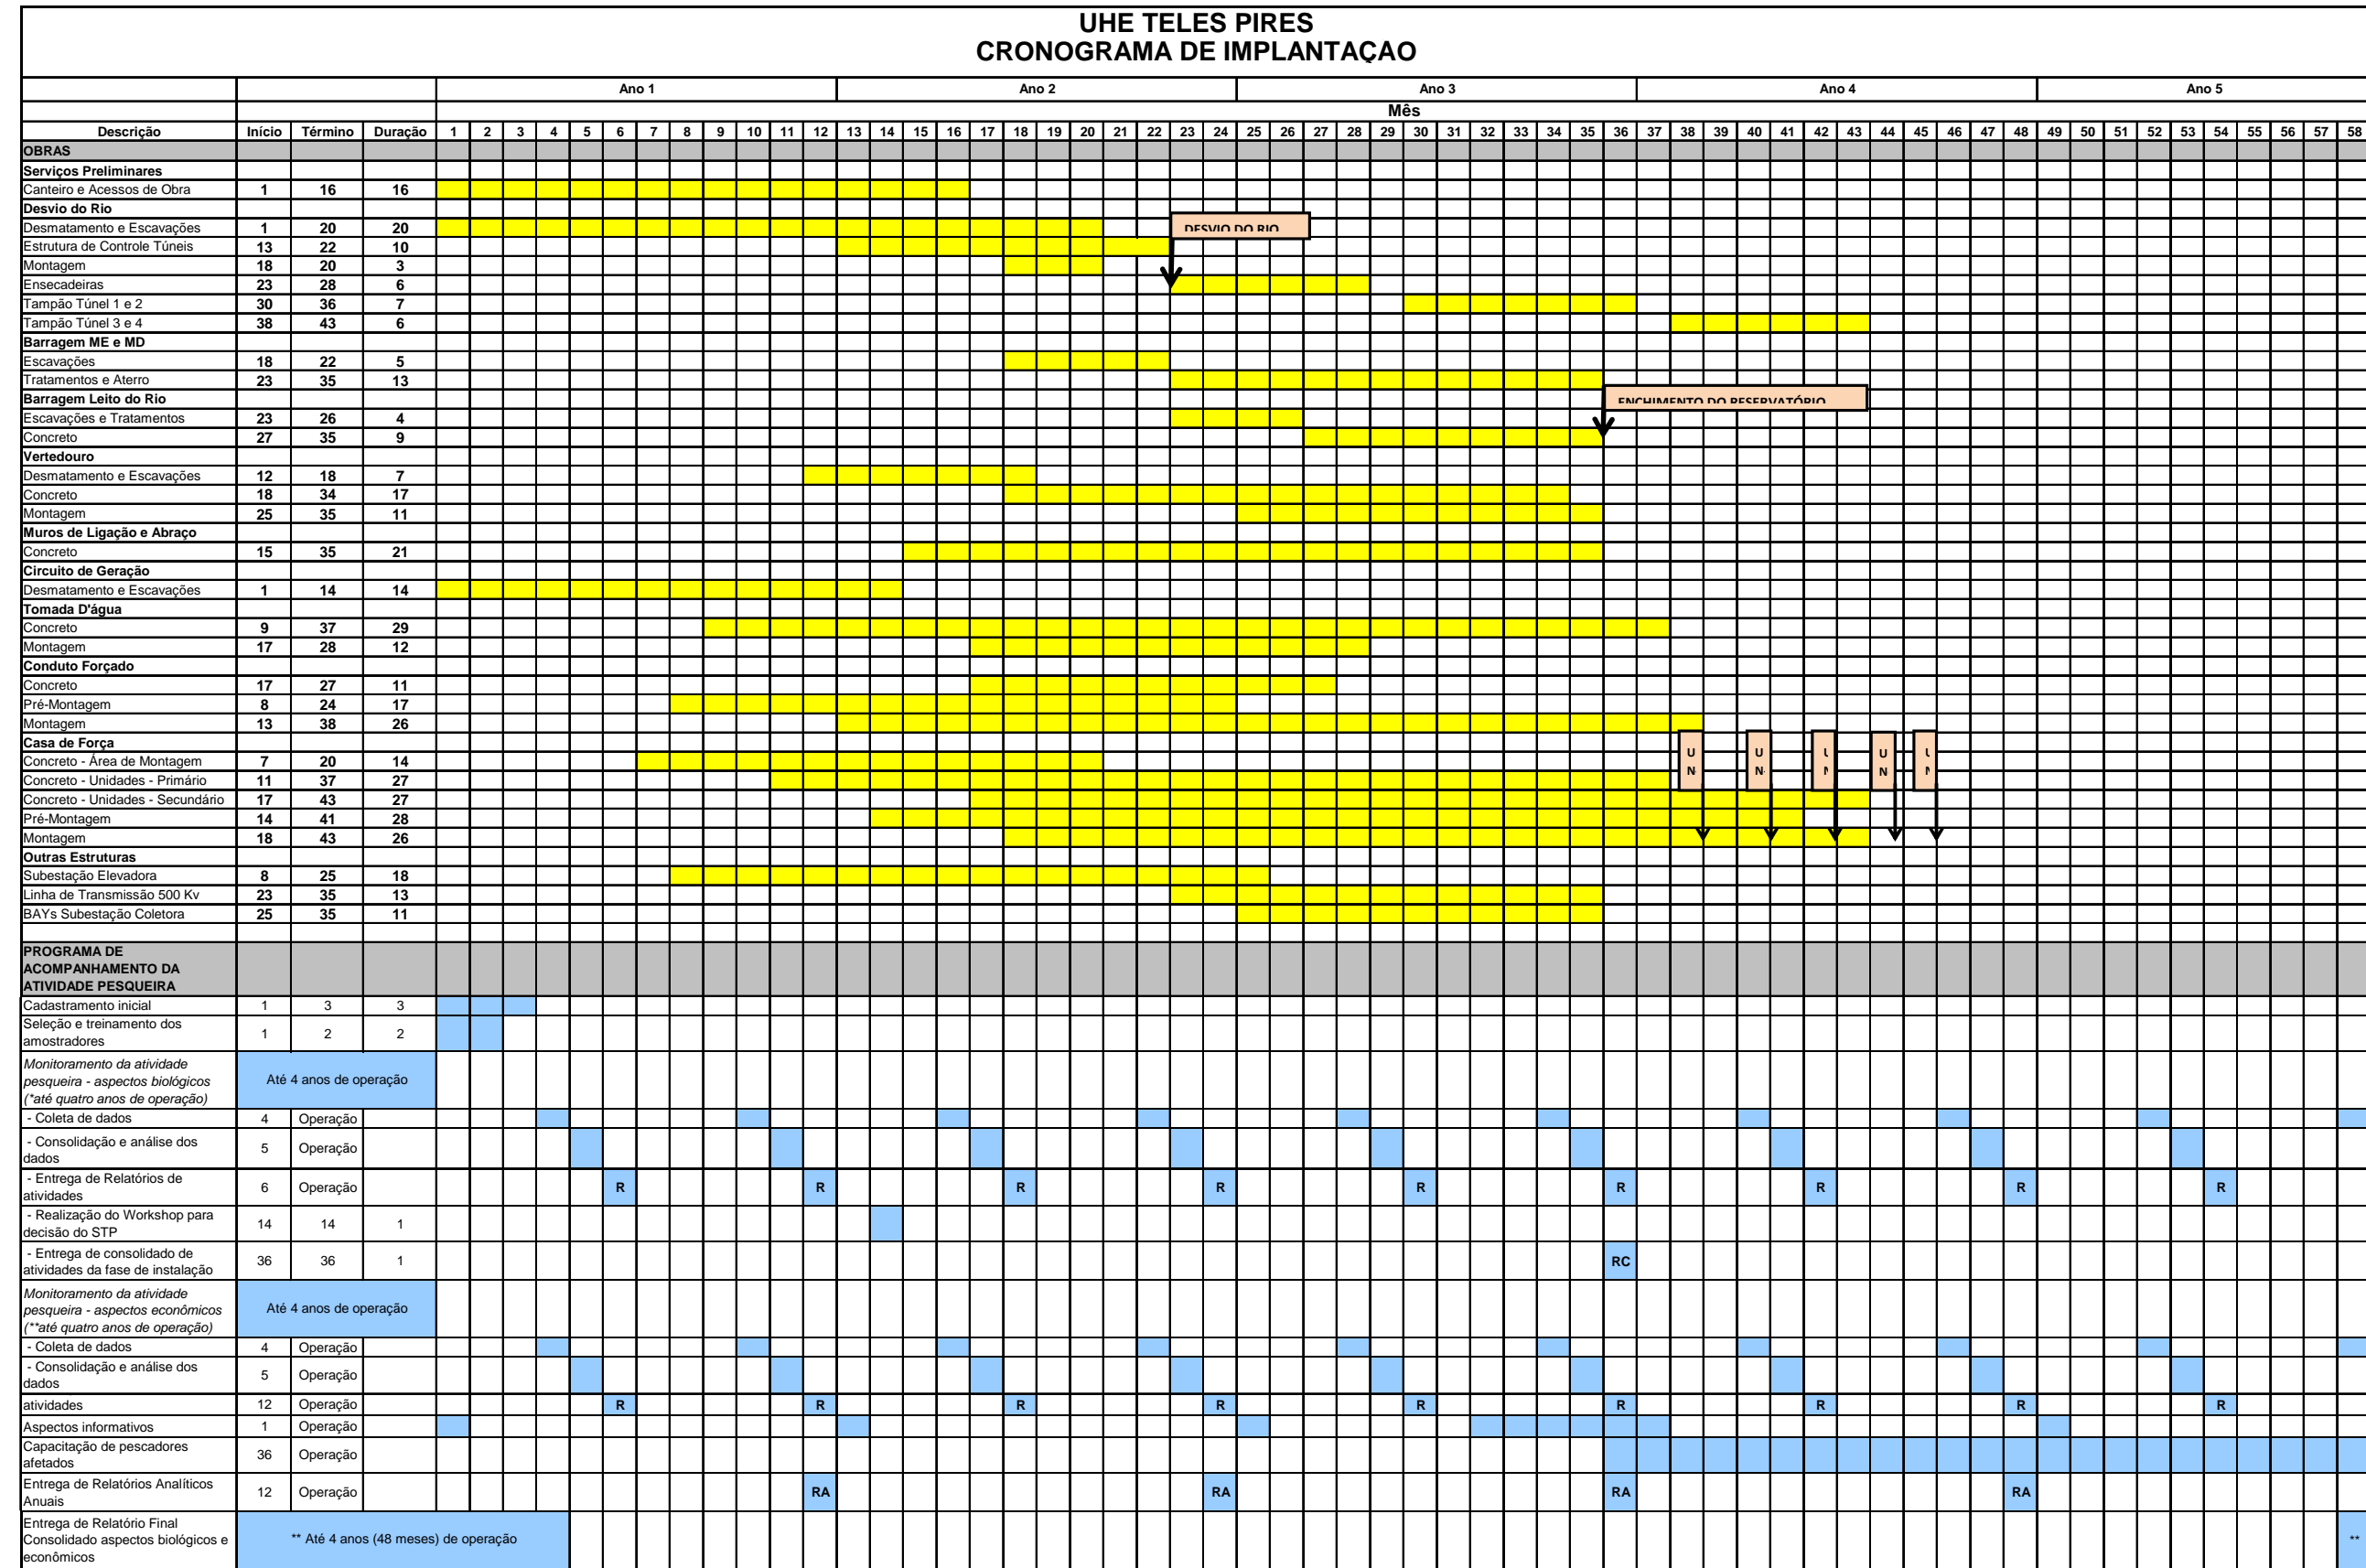 UHE TELES PIRES
CRONOGRAMA DE IMPLANTAÇAO
Ano 1 Ano 2 Ano 3 Ano 4 Ano 5
Mês
Descrição Início Término Duração 1 2 3 4 5 6 7 8 9 10 11 12 13 14 15 16 17 18 19 20 21 22 23 24 25 26 27 28 29 30 31 32 33 34 35 36 37 38 39 40 41 42 43 44 45 46 47 48 49 50 51 52 53 54 55 56 57 58
OBRAS
Serviços Preliminares
Canteiro e Acessos de Obra 1 16 16
Desvio do Rio
Desmatamento e Escavações 1 20 20
DESVIO DO RIO
Estrutura de Controle Túneis 13 22 10
Montagem 18 20 3
Ensecadeiras 23 28 6
Tampão Túnel 1 e 2 30 36 7
Tampão Túnel 3 e 4 38 43 6
Barragem ME e MD
Escavações 18 22 5
Tratamentos e Aterro 23 35 13
Barragem Leito do Rio
ENCHIMENTO DO RESERVATÓRIO
Escavações e Tratamentos 23 26 4
Concreto 27 35 9
Vertedouro
Desmatamento e Escavações 12 18 7
Concreto 18 34 17
Montagem 25 35 11
Muros de Ligação e Abraço
Concreto 15 35 21
Circuito de Geração
Desmatamento e Escavações 1 14 14
Tomada D'água
Concreto 9 37 29
Montagem 17 28 12
Conduto Forçado
Concreto 17 27 11
Pré-Montagem 8 24 17
Montagem 13 38 26
Casa de Força
U U U
Concreto - Área de Montagem 7 20 14
N N N
Concreto - Unidades - Primário 11 37 27
Concreto - Unidades - Secundário 17 43 27
Pré-Montagem 14 41 28
Montagem 18 43 26
Outras Estruturas
Subestação Elevadora 8 25 18
Linha de Transmissão 500 Kv 23 35 13
BAYs Subestação Coletora 25 35 11
PROGRAMA DE
ACOMPANHAMENTO DA
ATIVIDADE PESQUEIRA
Cadastramento inicial 1 3 3
Seleção e treinamento dos
amostradores 1 2 2
Monitoramento da atividade
pesqueira - aspectos biológicos
(*até quatro anos de operação)
Até 4 anos de operação
- Coleta de dados 4 Operação
- Consolidação e análise dos
dados 5 Operação
- Entrega de Relatórios de
atividades 6 Operação R R R R R R R R R
- Realização do Workshop para
decisão do STP 14 14 1
- Entrega de consolidado de
atividades da fase de instalação 36 36 1 RC
Monitoramento da atividade
pesqueira - aspectos econômicos
(**até quatro anos de operação)
Até 4 anos de operação
- Coleta de dados 4 Operação
- Consolidação e análise dos
dados 5 Operação
atividades 12 Operação R R R R R R R R R
Aspectos informativos 1 Operação
Capacitação de pescadores
afetados 36 Operação
Entrega de Relatórios Analíticos
Anuais 12 Operação RA RA RA RA
Entrega de Relatório Final
Consolidado aspectos biológicos e
econômicos
** Até 4 anos (48 meses) de operação **